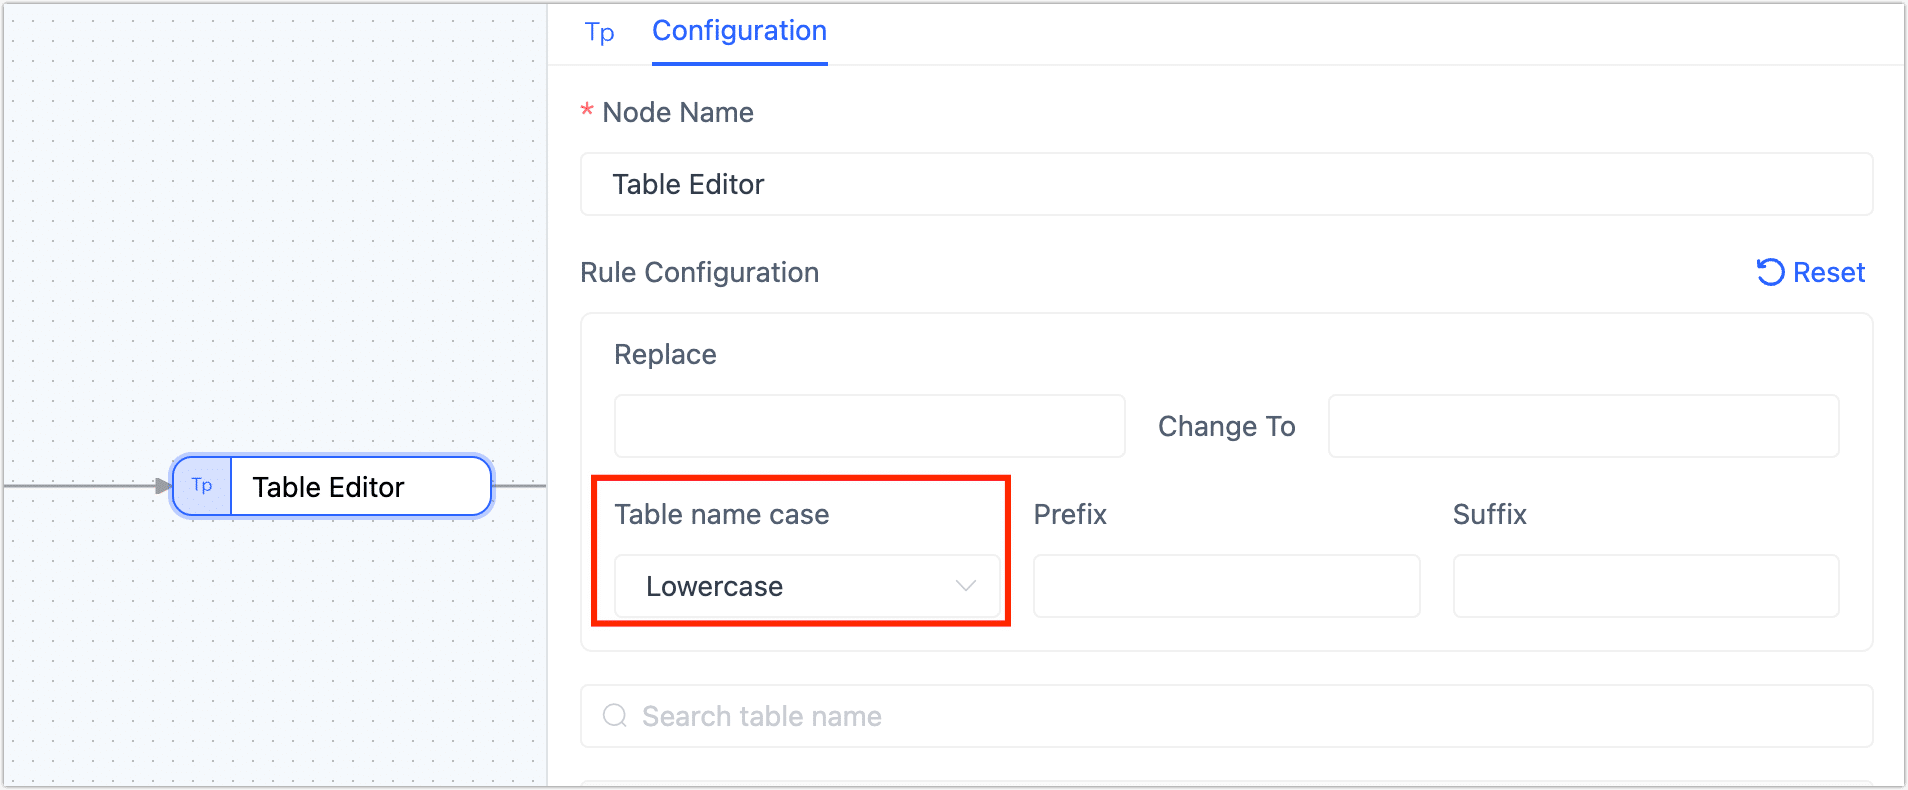 Tp Configuration
* Node Name
Table Editor
Rule Configuration Reset
Replace
Change To
Tp Table Editor
Table name case Prefix Suffix
Lowercase
Search table name